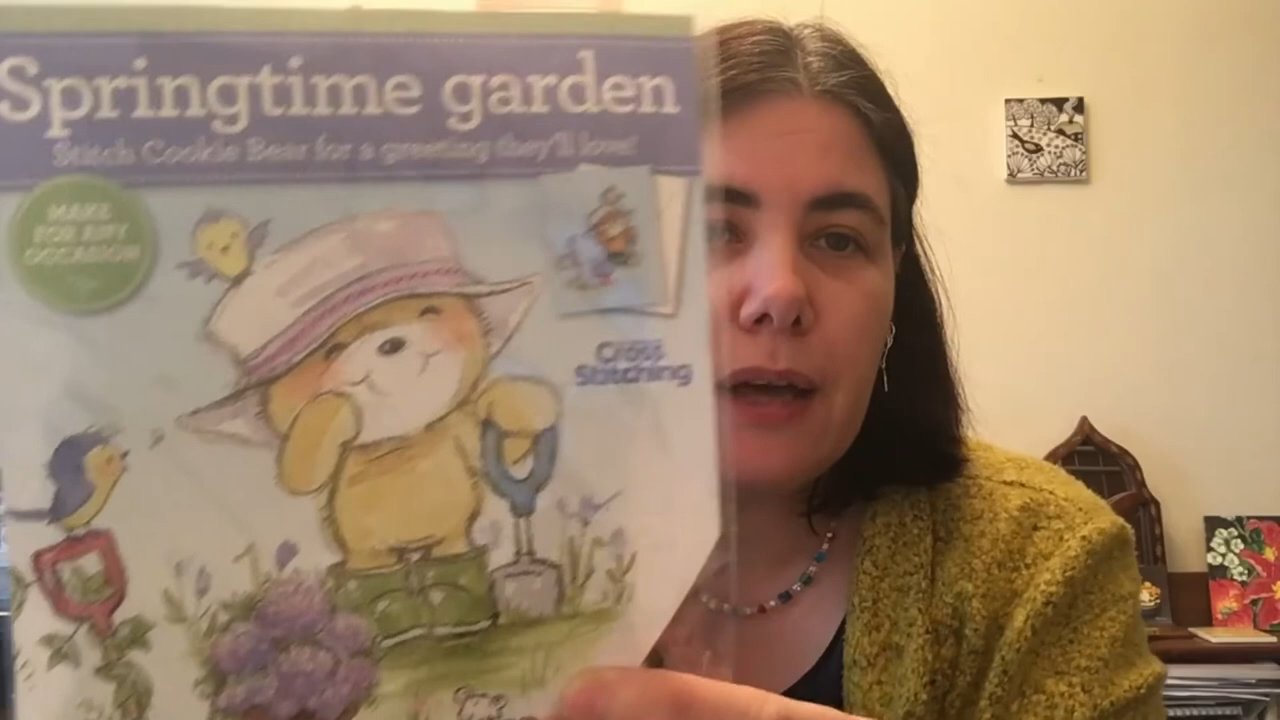 Springtime garden
Stitch Cookie Bear for a greeting they'll love!
MAKE
FOR ANY
OCCASION
Cross
Stitching